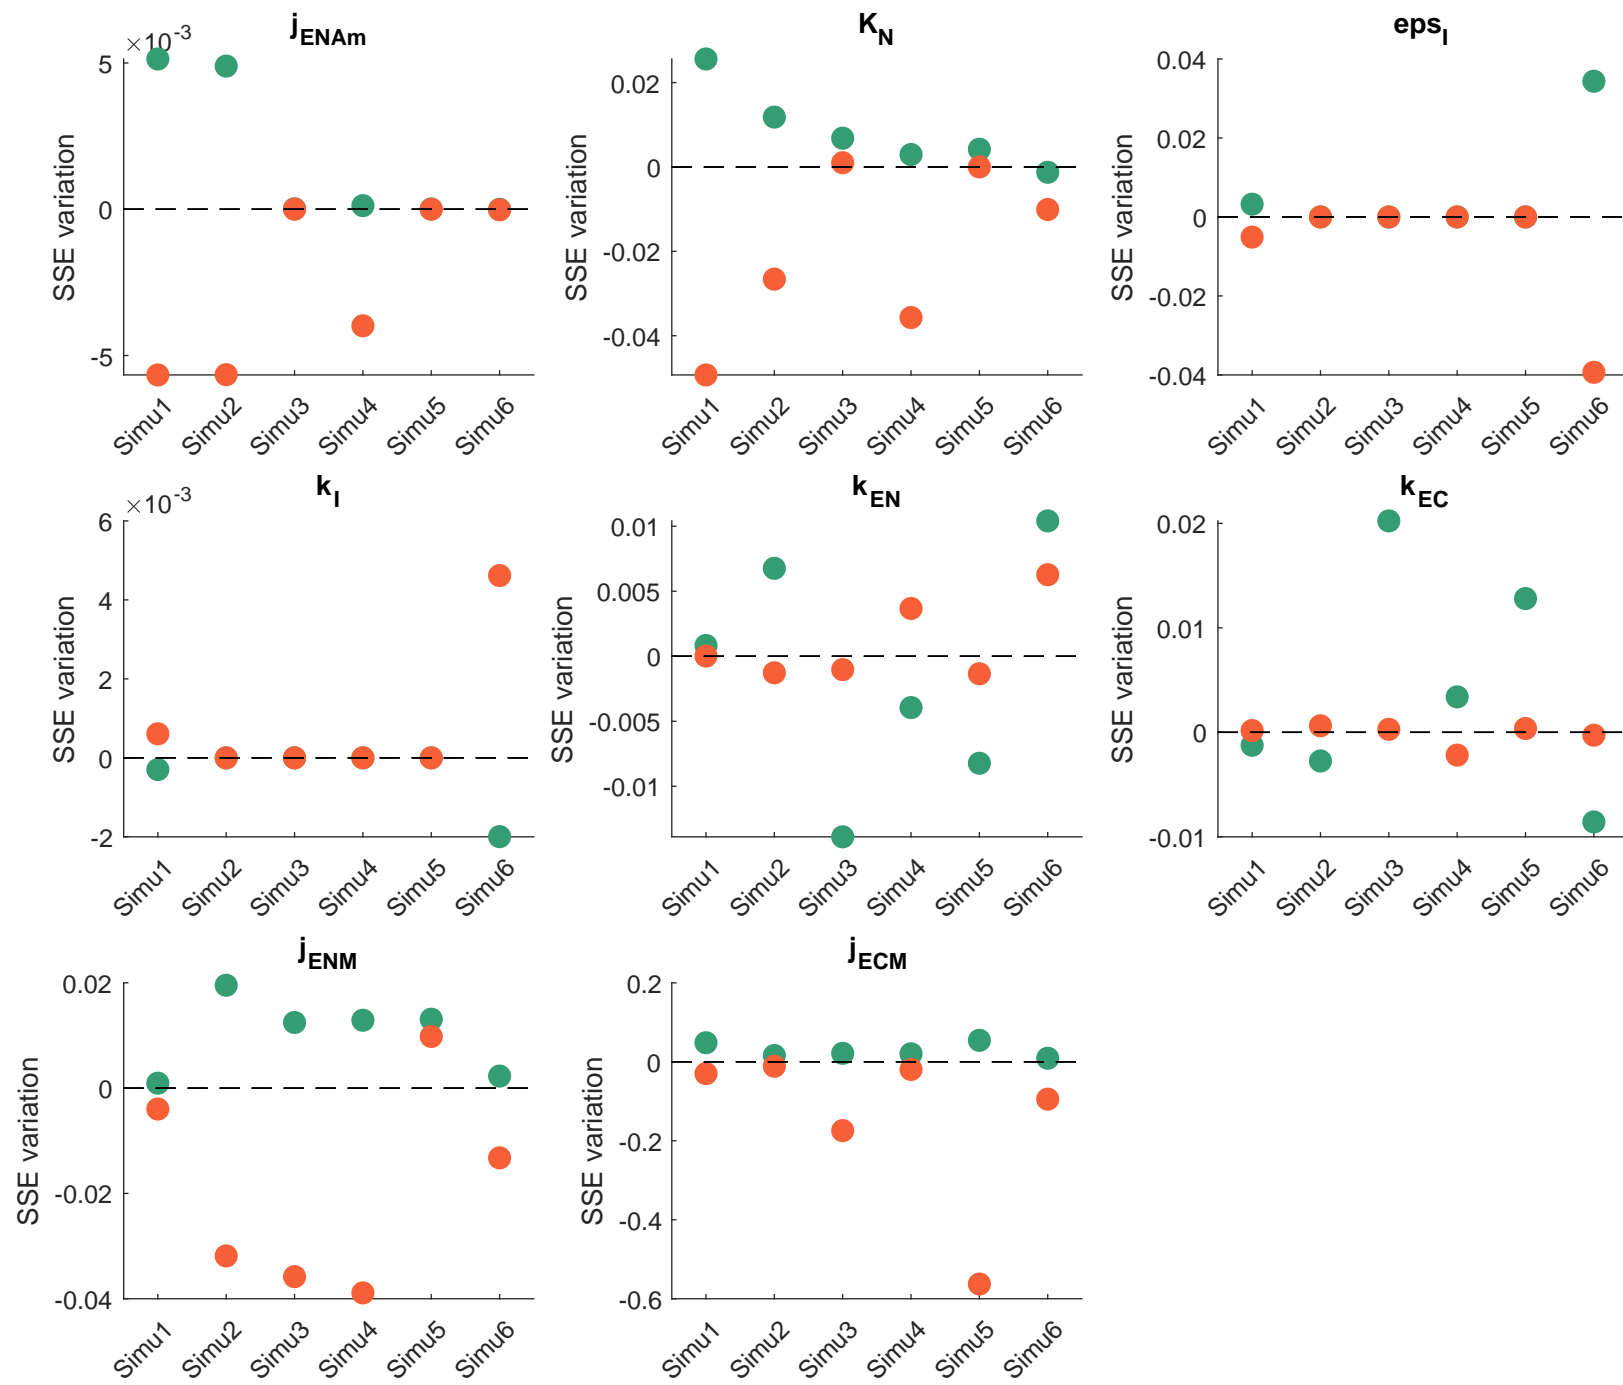 j_ENAm
×10^-3
5
0
-5
SSE variation
Simu1 Simu2 Simu3 Simu4 Simu5 Simu6
K_N
0.02
0
-0.02
-0.04
SSE variation
Simu1 Simu2 Simu3 Simu4 Simu5 Simu6
eps_I
0.04
0.02
0
-0.02
-0.04
SSE variation
Simu1 Simu2 Simu3 Simu4 Simu5 Simu6
k_I
×10^-3
6
4
2
0
-2
SSE variation
Simu1 Simu2 Simu3 Simu4 Simu5 Simu6
k_EN
0.01
0.005
0
-0.005
-0.01
SSE variation
Simu1 Simu2 Simu3 Simu4 Simu5 Simu6
k_EC
0.02
0.01
0
-0.01
SSE variation
Simu1 Simu2 Simu3 Simu4 Simu5 Simu6
j_ENM
0.02
0
-0.02
-0.04
SSE variation
Simu1 Simu2 Simu3 Simu4 Simu5 Simu6
j_ECM
0.2
0
-0.2
-0.4
-0.6
SSE variation
Simu1 Simu2 Simu3 Simu4 Simu5 Simu6